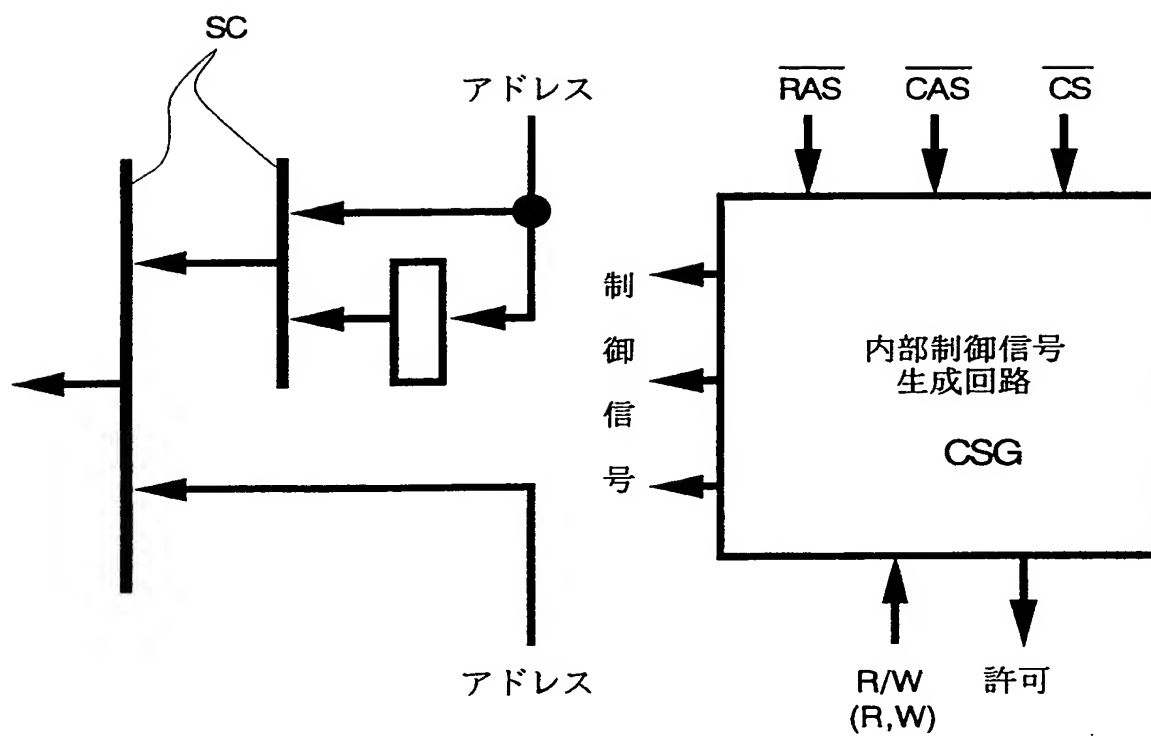 SC
アドレス
RAS
CAS
CS
制御信号
内部制御信号
生成回路
CSG
アドレス
R/W
(R,W)
許可